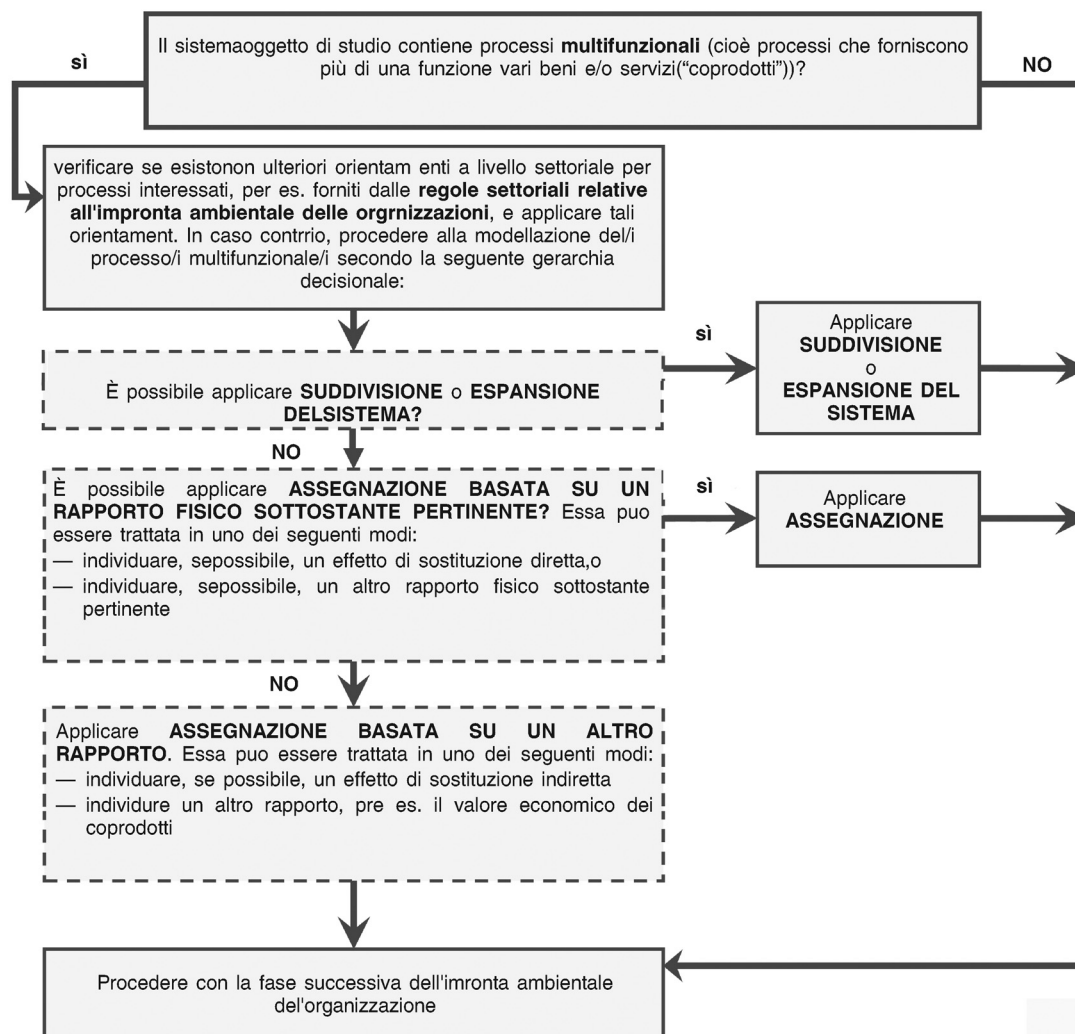 Il sistemaoggetto di studio contiene processi multifunzionali (cioè processi che forniscono
più di una funzione vari beni e/o servizi(“coprodotti”))?
sì
NO
verificare se esistonon ulteriori orientam enti a livello settoriale per
processi interessati, per es. forniti dalle regole settoriali relative
all'impronta ambientale delle orgrnizzazioni, e applicare tali
orientament. In caso contrrio, procedere alla modellazione del/i
processo/i multifunzionale/i secondo la seguente gerarchia
decisionale:
È possibile applicare SUDDIVISIONE o ESPANSIONE
DELSISTEMA?
sì
Applicare
SUDDIVISIONE
o
ESPANSIONE DEL
SISTEMA
NO
È possibile applicare ASSEGNAZIONE BASATA SU UN
RAPPORTO FISICO SOTTOSTANTE PERTINENTE? Essa puo
essere trattata in uno dei seguenti modi:
— individuare, sepossibile, un effetto di sostituzione diretta,o
— individuare, sepossibile, un altro rapporto fisico sottostante
pertinente
sì
Applicare
ASSEGNAZIONE
NO
Applicare ASSEGNAZIONE BASATA SU UN ALTRO
RAPPORTO. Essa puo essere trattata in uno dei seguenti modi:
— individuare, se possibile, un effetto di sostituzione indiretta
— individure un altro rapporto, pre es. il valore economico dei
coprodotti
Procedere con la fase successiva dell'imronta ambientale
del'organizzazione